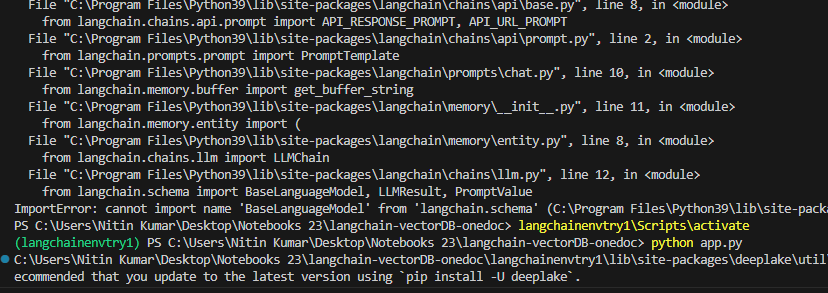 File "C:\Program Files\Python39\lib\site-packages\langchain\chains\api\base.py", line 8, in <module>
from langchain.chains.api.prompt import API_RESPONSE_PROMPT, API_URL_PROMPT
File "C:\Program Files\Python39\lib\site-packages\langchain\chains\api\prompt.py", line 2, in <module>
from langchain.prompts.prompt import PromptTemplate
File "C:\Program Files\Python39\lib\site-packages\langchain\prompts\chat.py", line 10, in <module>
from langchain.memory.buffer import get_buffer_string
File "C:\Program Files\Python39\lib\site-packages\langchain\memory\__init__.py", line 11, in <module>
from langchain.memory.entity import (
File "C:\Program Files\Python39\lib\site-packages\langchain\memory\entity.py", line 8, in <module>
from langchain.chains.llm import LLMChain
File "C:\Program Files\Python39\lib\site-packages\langchain\chains\llm.py", line 12, in <module>
from langchain.schema import BaseLanguageModel, LLMResult, PromptValue
ImportError: cannot import name 'BaseLanguageModel' from 'langchain.schema' (C:\Program Files\Python39\lib\site-packa
PS C:\Users\Nitin Kumar\Desktop\Notebooks 23\langchain-vectorDB-onedoc> langchainenvtry1\Scripts\activate
(langchainenvtry1) PS C:\Users\Nitin Kumar\Desktop\Notebooks 23\langchain-vectorDB-onedoc> python app.py
C:\Users\Nitin Kumar\Desktop\Notebooks 23\langchain-vectorDB-onedoc\langchainenvtry1\lib\site-packages\deeplake\util
ecommended that you update to the latest version using `pip install -U deeplake`.